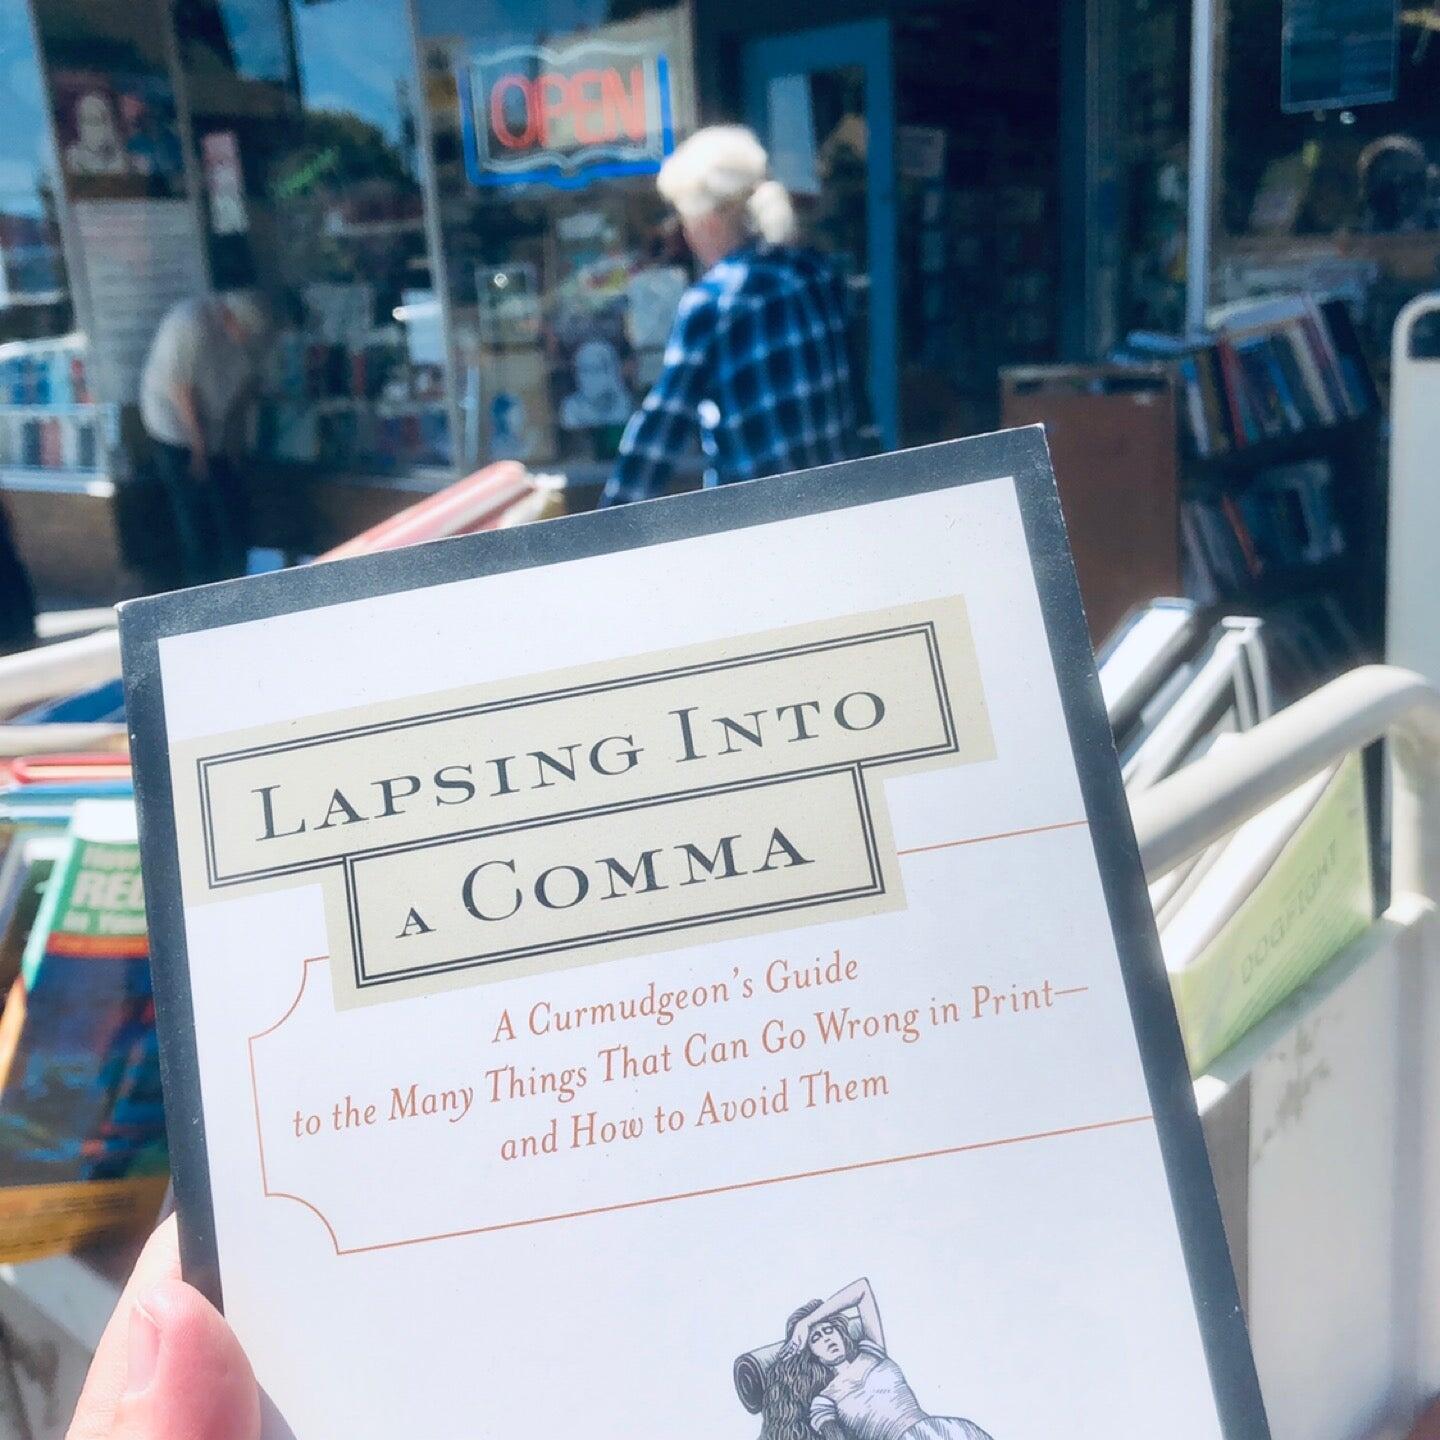 OPEN
LAPSING INTO
A COMMA
A Curmudgeon's Guide
to the Many Things That Can Go Wrong in Print—
and How to Avoid Them
DOGFIGHT